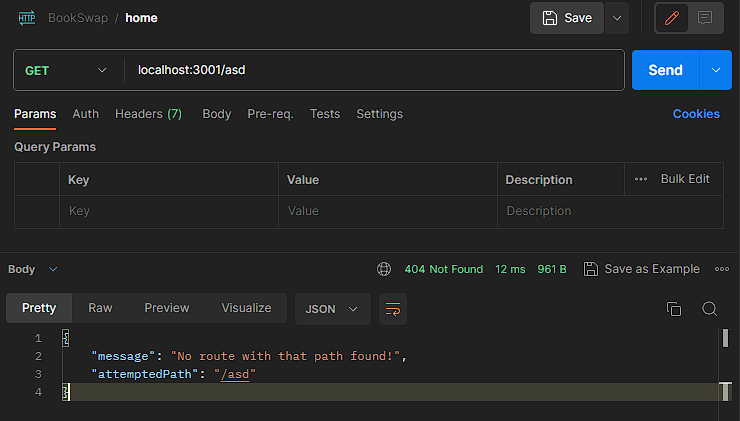 HTTP BookSwap / home Save
GET localhost:3001/asd Send
Params Auth Headers (7) Body Pre-req. Tests Settings Cookies
Query Params
Key Value Description ••• Bulk Edit
Key Value Description
Body 404 Not Found 12 ms 961 B Save as Example •••
Pretty Raw Preview Visualize JSON
1 {
2 "message": "No route with that path found!",
3 "attemptedPath": "/asd"
4 }